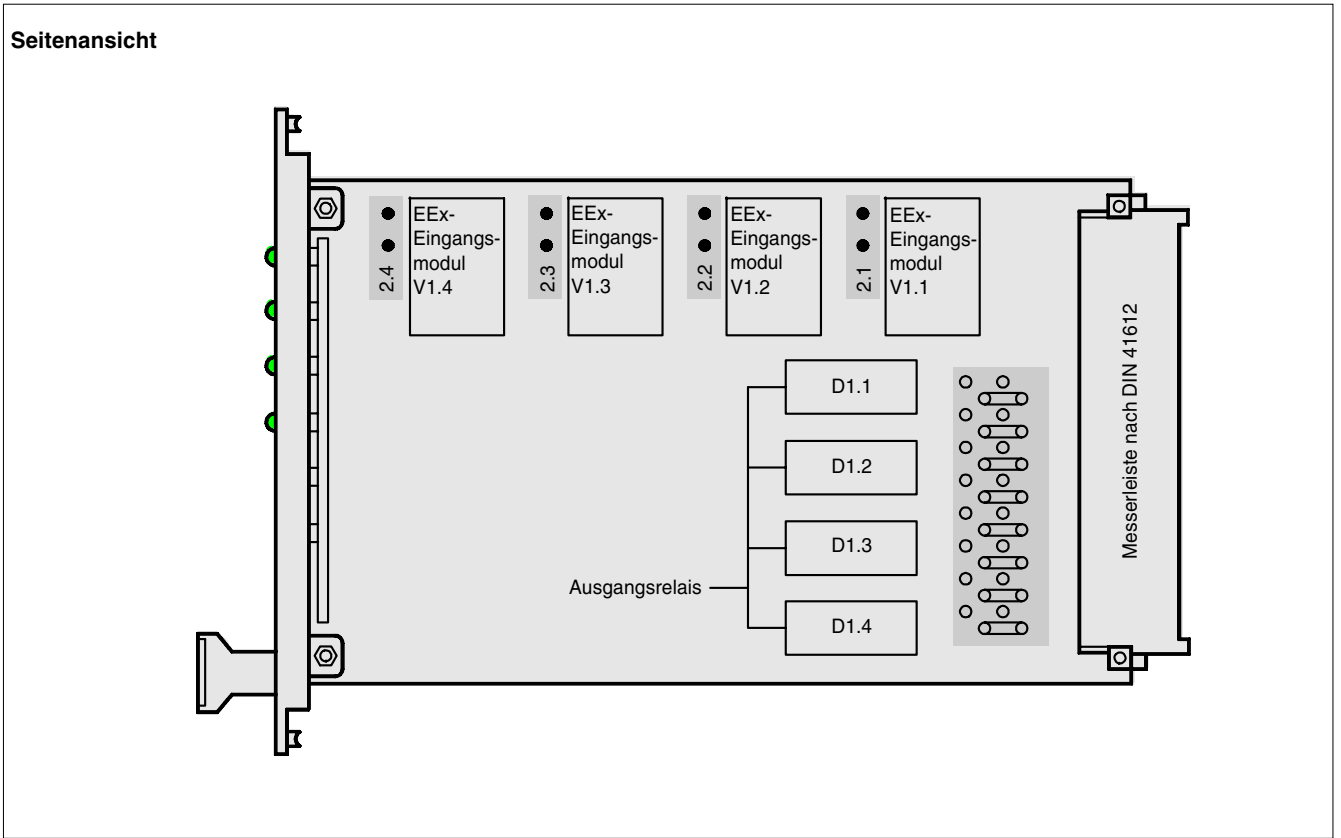 Seitenansicht
2.4
EEx-
Eingangs-
modul
V1.4
2.3
EEx-
Eingangs-
modul
V1.3
2.2
EEx-
Eingangs-
modul
V1.2
2.1
EEx-
Eingangs-
modul
V1.1
D1.1
D1.2
D1.3
D1.4
Ausgangsrelais
Messerleiste nach DIN 41612